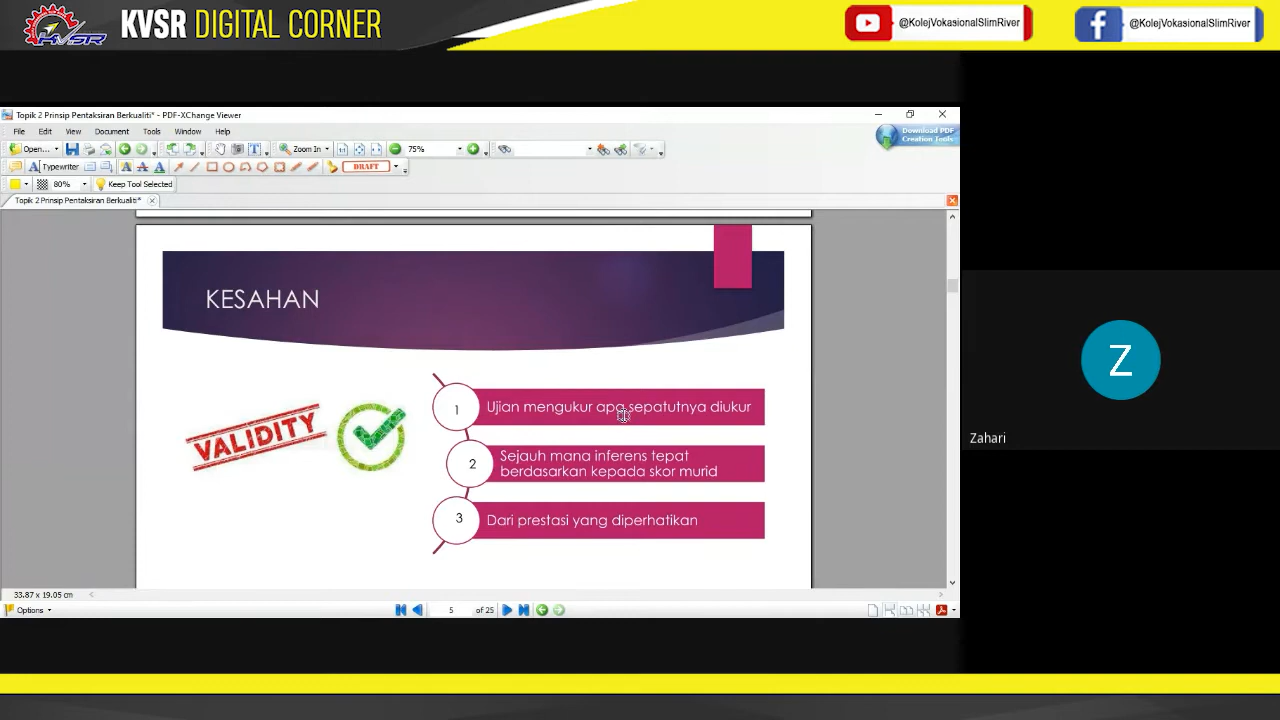 KVSR
KVSR DIGITAL CORNER
@KolejVokasionalSlimRiver
@KolejVokasionalSlimRiver
Topik 2 Prinsip Pentaksiran Berkualiti* - PDF-XChange Viewer
File Edit View Document Tools Window Help
Download PDF
Creation Tools
Open...
Zoom In
75%
Typewriter
DRAFT
80%
Keep Tool Selected
Topik 2 Prinsip Pentaksiran Berkualiti*
KESAHAN
VALIDITY
1 Ujian mengukur apa sepatutnya diukur
2 Sejauh mana inferens tepat
berdasarkan kepada skor murid
3 Dari prestasi yang diperhatikan
Z
Zahari
33.87 x 19.05 cm
Options
5 of 25